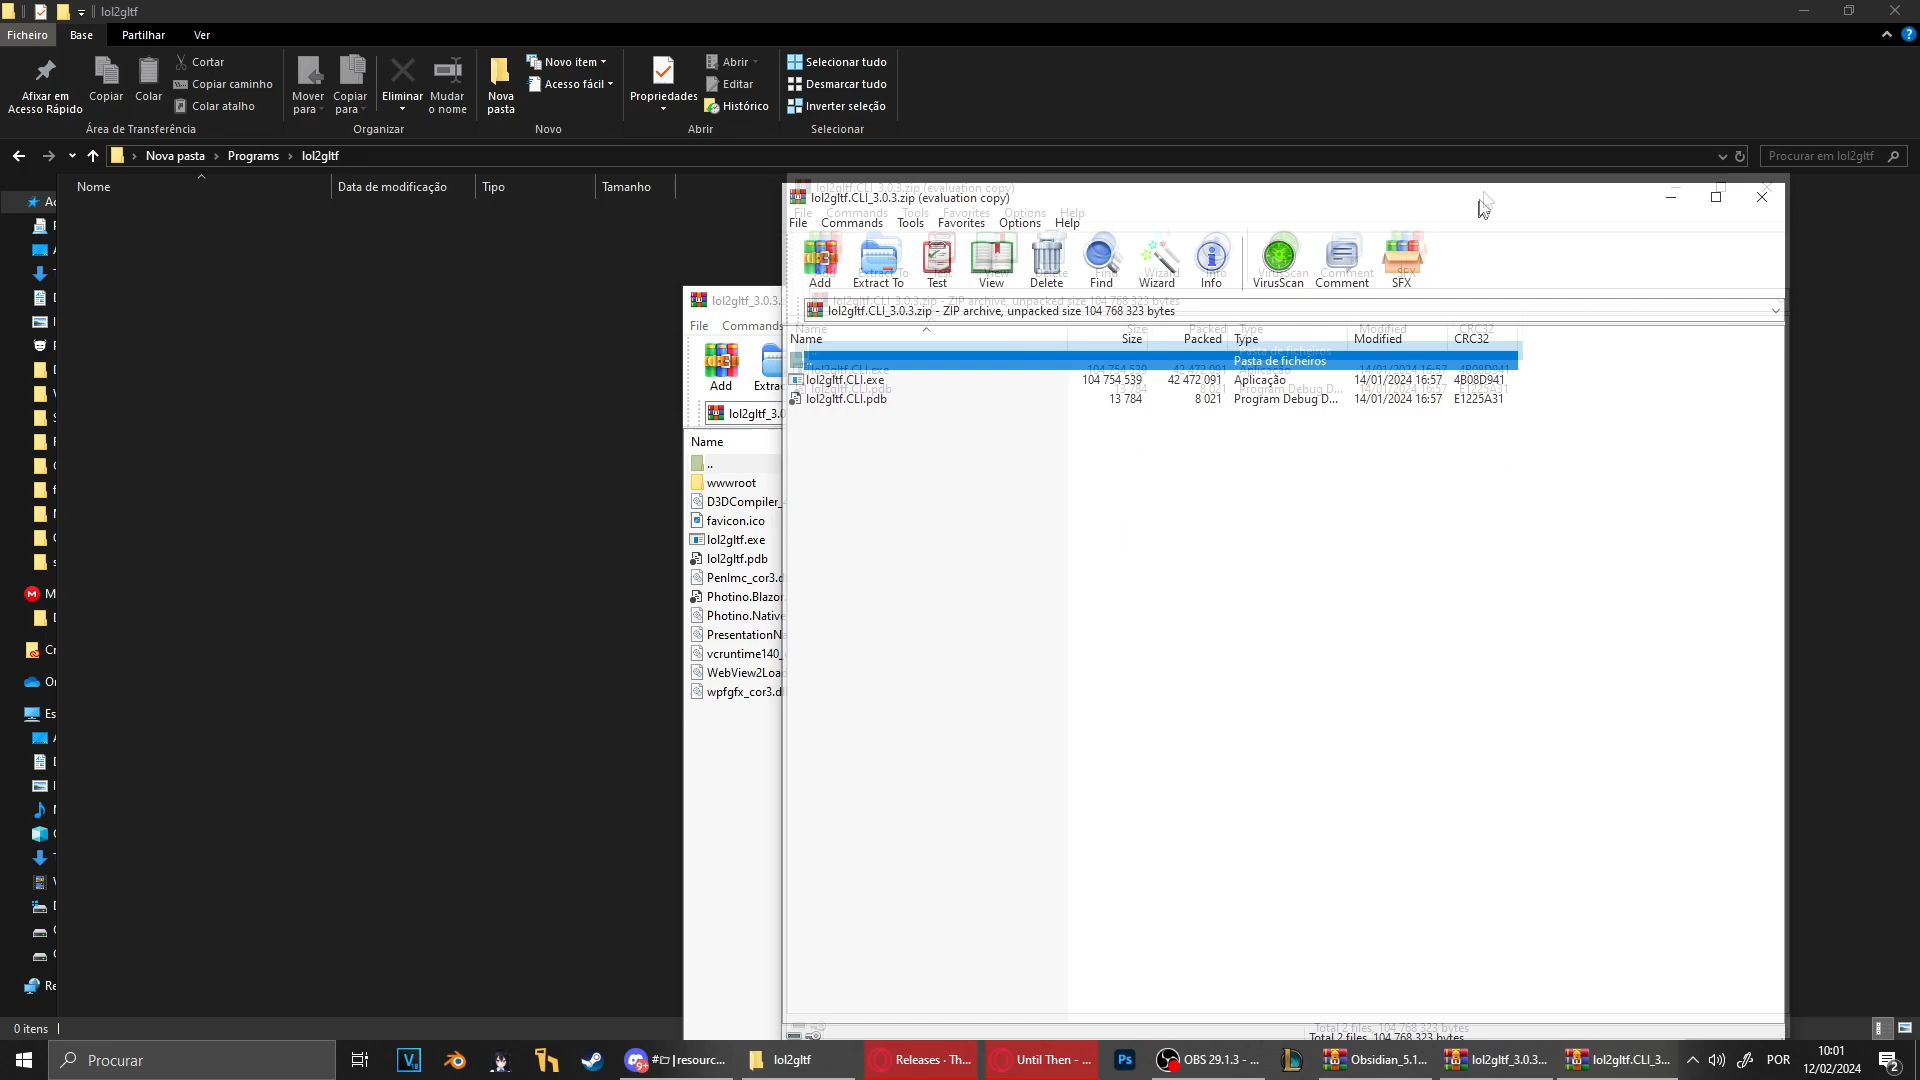 lol2gltf
Ficheiro
Base
Partilhar
Ver
Afixar em
Acesso Rápido
Copiar
Colar
Cortar
Copiar caminho
Colar atalho
Área de Transferência
Mover
para
Copiar
para
Eliminar
Mudar
o nome
Organizar
Nova
pasta
Novo item
Acesso fácil
Novo
Propriedades
Abrir
Editar
Histórico
Abrir
Selecionar tudo
Desmarcar tudo
Inverter seleção
Selecionar
Nova pasta
Programs
lol2gltf
Procurar em lol2gltf
Nome
Data de modificação
Tipo
Tamanho
lol2gltf_3.0.3.
File
Commands
Add
Name
..
wwwroot
favicon.ico
lol2gltf.exe
lol2gltf.pdb
lol2gltf.CLI_3.0.3.zip (evaluation copy)
File Commands Tools Favorites Options Help
Add
Extract To
Test
View
Delete
Find
Wizard
Info
VirusScan
Comment
SFX
lol2gltf.CLI_3.0.3.zip - ZIP archive, unpacked size 104 768 323 bytes
Name Size Packed Type Modified CRC32
.. Pasta de ficheiros
lol2gltf.CLI.exe 104 754 539 42 472 091 Aplicação 14/01/2024 16:57 4B08D941
lol2gltf.CLI.pdb 13 784 8 021 Program Debug D... 14/01/2024 16:57 E1225A31
Total 2 files, 104 768 323 bytes
0 itens
Procurar
#🗀 | resourc...
lol2gltf
Releases · Th...
Until Then - ...
Ps
OBS 29.1.3 - ...
Obsidian_5.1...
lol2gltf_3.0.3...
lol2gltf.CLI_3...
POR
10:01
12/02/2024
2